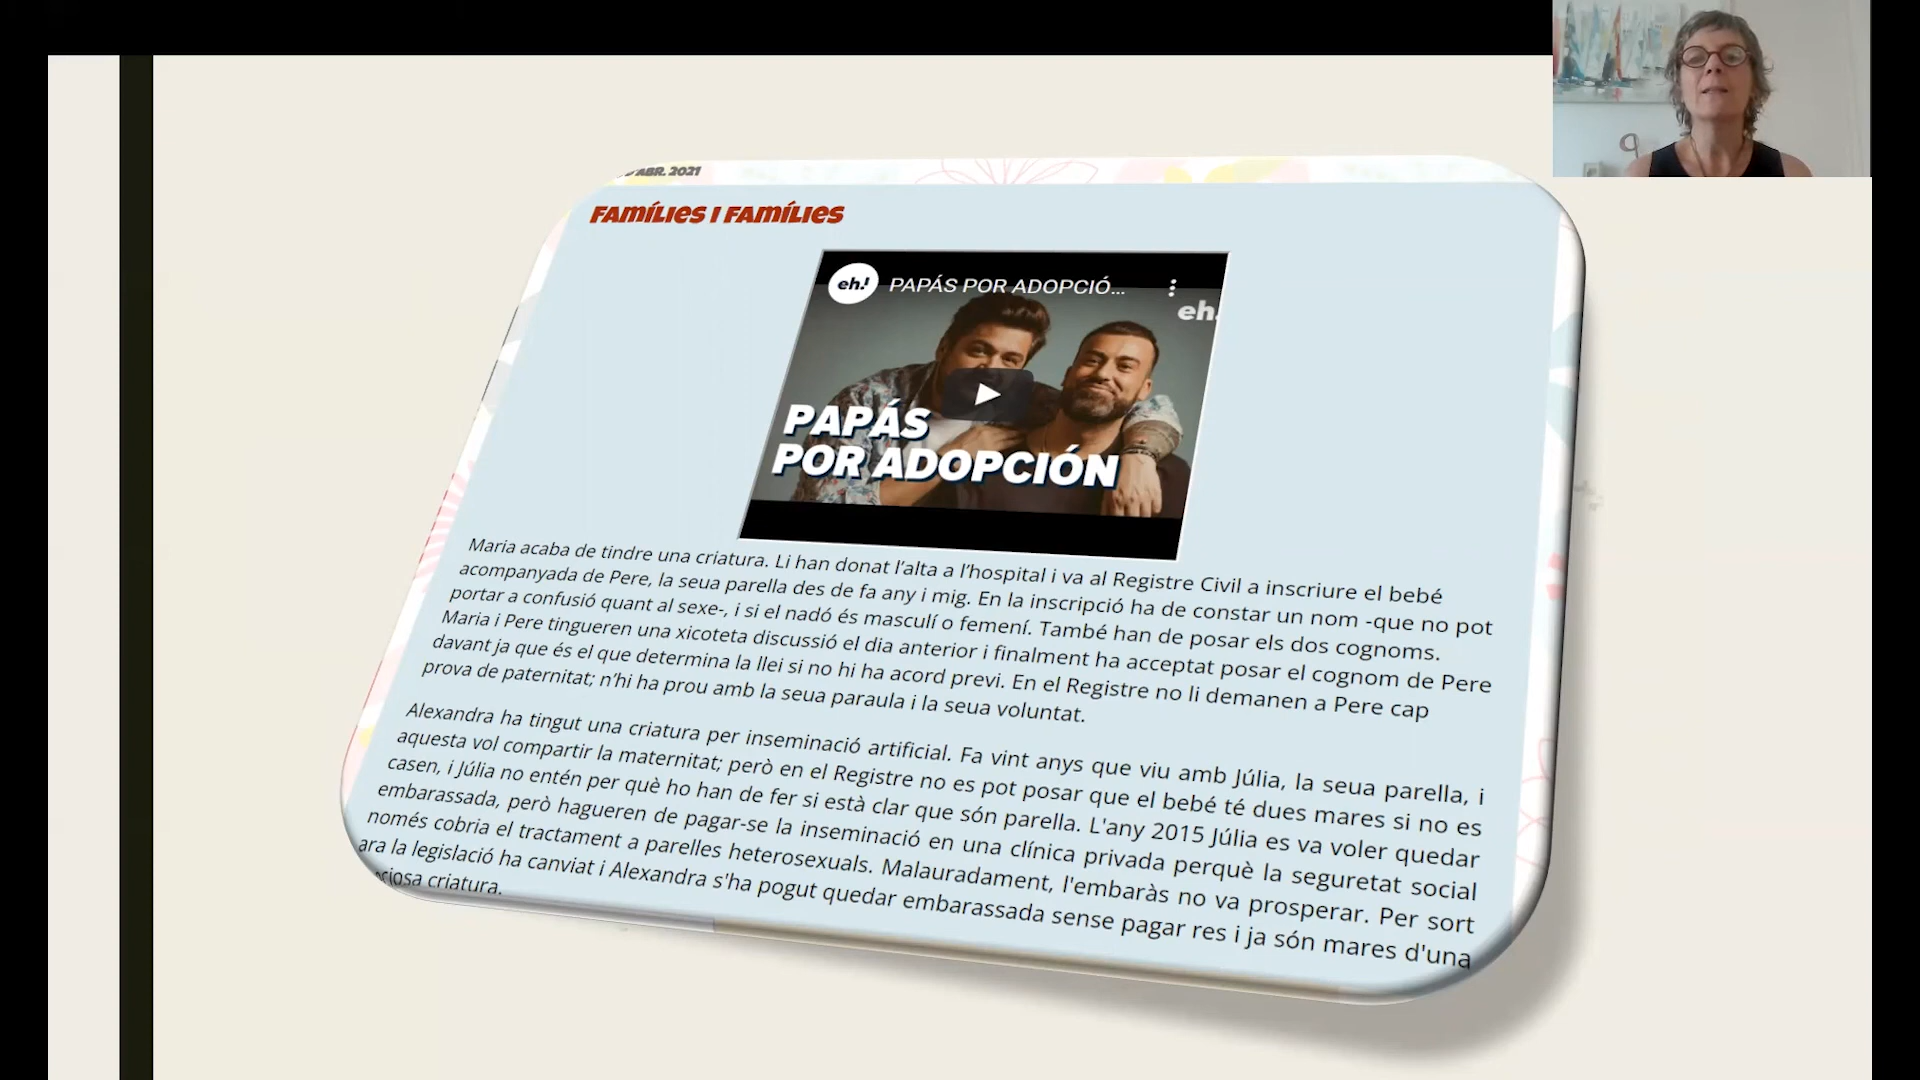 ABR. 2021
FAMÍLIES I FAMÍLIES
eh!
PAPÁS POR ADOPCIÓ...
eh!
PAPÁS
POR ADOPCIÓN
Maria acaba de tindre una criatura. Li han donat l'alta a l'hospital i va al Registre Civil a inscriure el bebé
acompanyada de Pere, la seua parella des de fa any i mig. En la inscripció ha de constar un nom -que no pot
portar a confusió quant al sexe-, i si el nadó és masculí o femení. També han de posar els dos cognoms.
Maria i Pere tingueren una xicoteta discussió el dia anterior i finalment ha acceptat posar el cognom de Pere
davant ja que és el que determina la llei si no hi ha acord previ. En el Registre no li demanen a Pere cap
prova de paternitat; n'hi ha prou amb la seua paraula i la seua voluntat.
Alexandra ha tingut una criatura per inseminació artificial. Fa vint anys que viu amb Júlia, la seua parella, i
aquesta vol compartir la maternitat; però en el Registre no es pot posar que el bebé té dues mares si no es
casen, i Júlia no entén per què ho han de fer si està clar que són parella. L'any 2015 Júlia es va voler quedar
embarassada, però hagueren de pagar-se la inseminació en una clínica privada perquè la seguretat social
només cobria el tractament a parelles heterosexuals. Malauradament, l'embaràs no va prosperar. Per sort
ara la legislació ha canviat i Alexandra s'ha pogut quedar embarassada sense pagar res i ja són mares d'una
criatura.